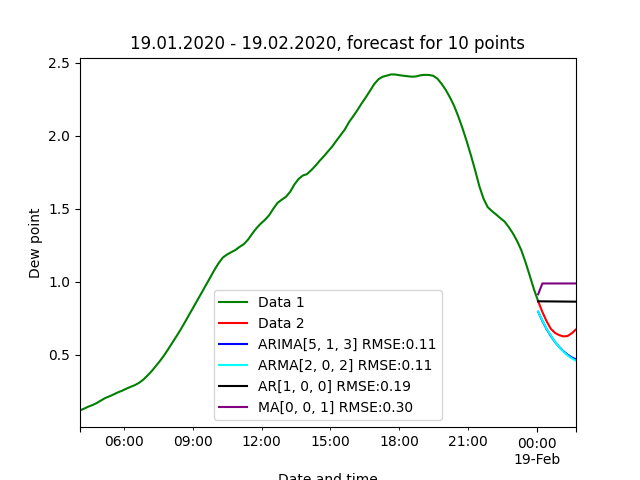 19.01.2020 - 19.02.2020, forecast for 10 points
2.5
2.0
1.5
1.0
0.5
Dew point
Data 1
Data 2
ARIMA[5, 1, 3] RMSE:0.11
ARMA[2, 0, 2] RMSE:0.11
AR[1, 0, 0] RMSE:0.19
MA[0, 0, 1] RMSE:0.30
06:00 09:00 12:00 15:00 18:00 21:00 00:00
19-Feb
Date and time